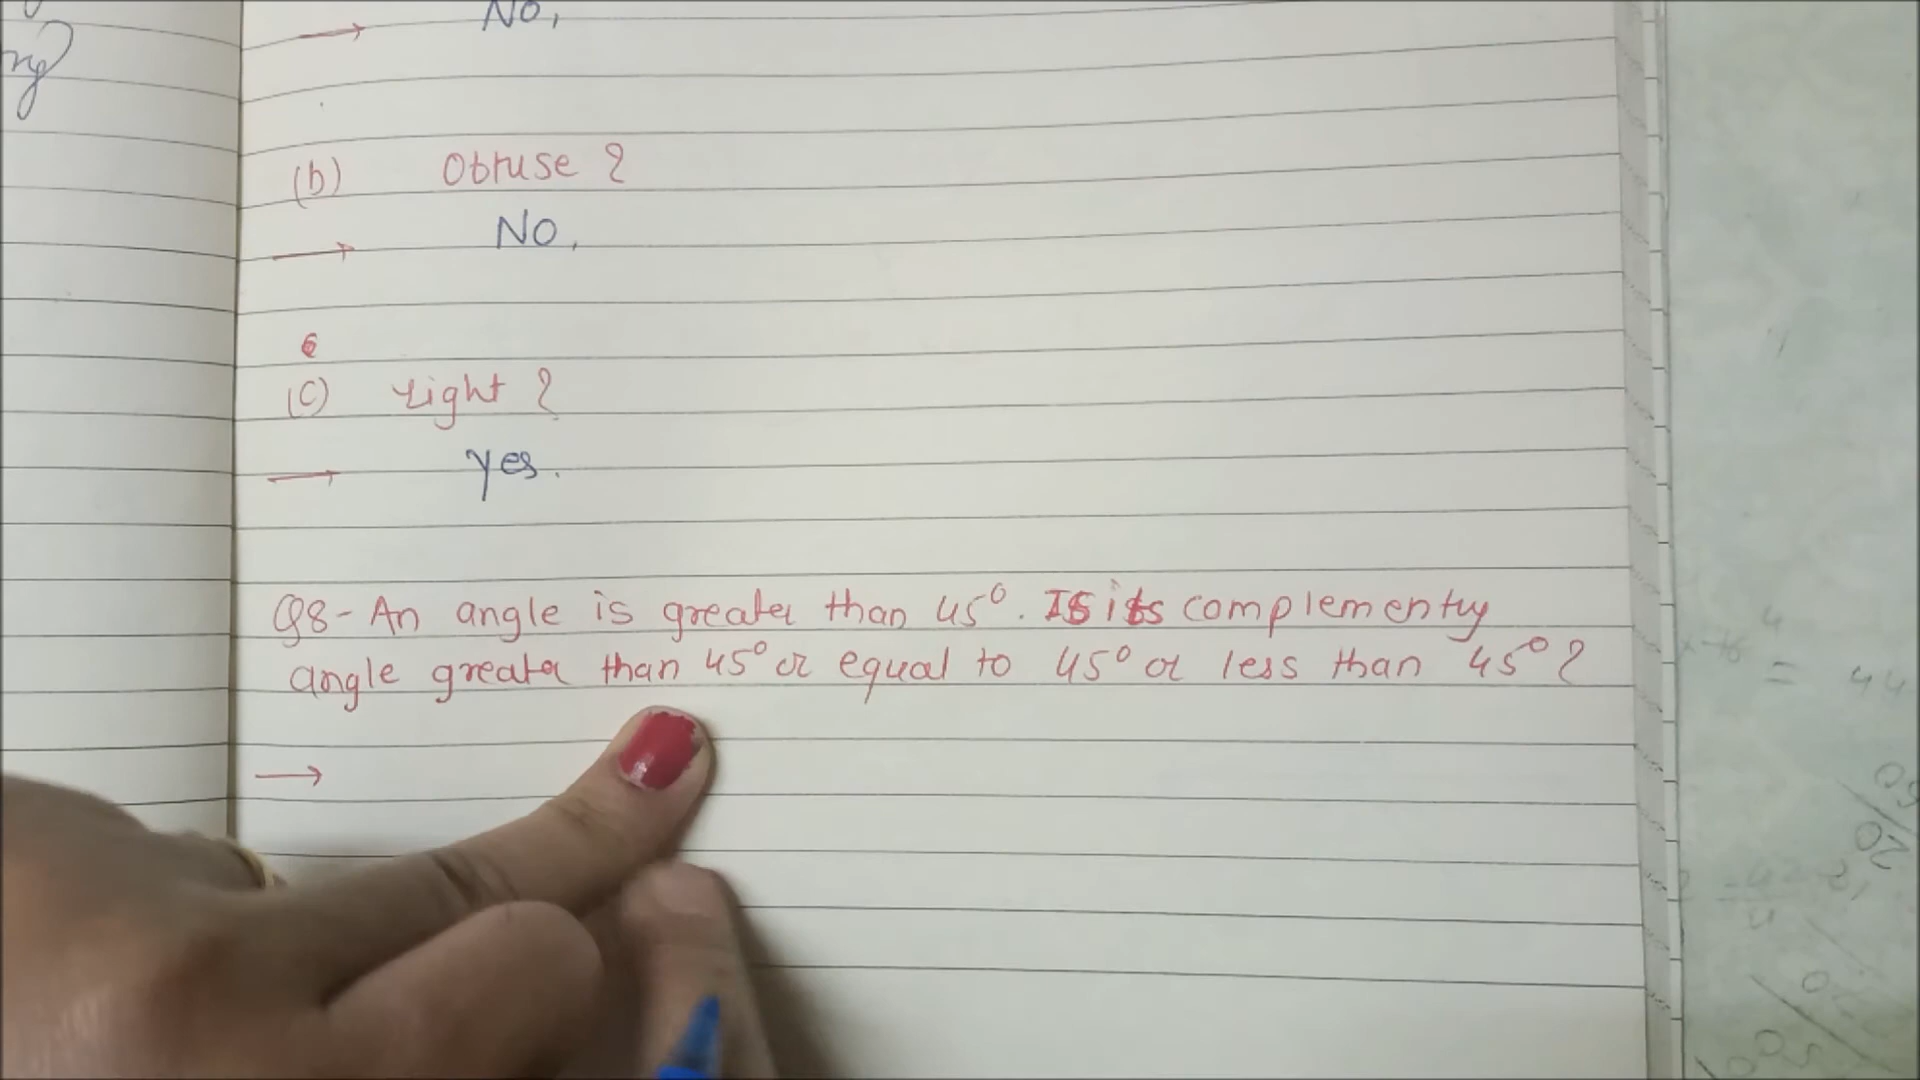 No,
(b) Obtuse ?
No,
(c) right ?
yes.
Q8- An angle is greater than 45°. Is its complementry
angle greater than 45° or equal to 45° or less than 45° ?
= 44